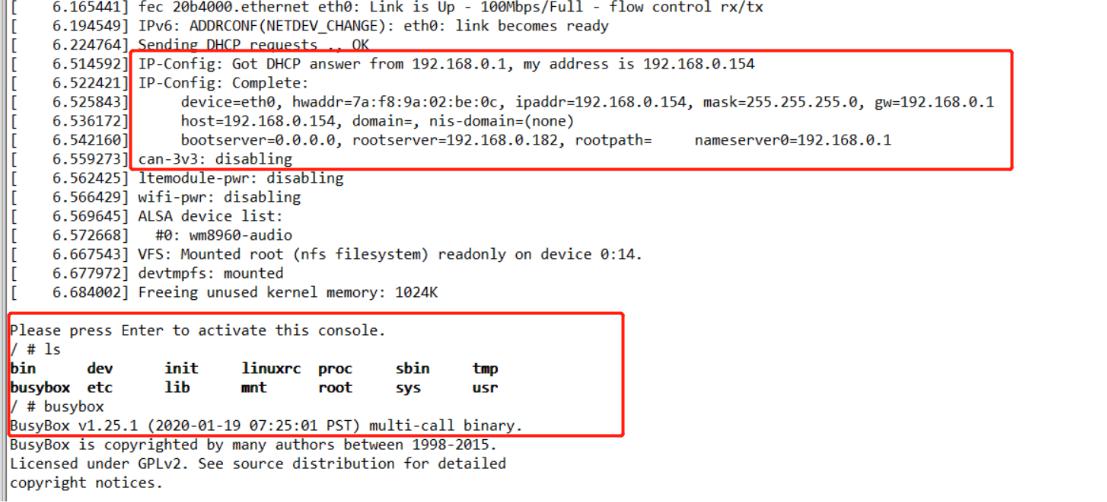 [    6.165441] fec 20b4000.ethernet eth0: Link is Up - 100Mbps/Full - flow control rx/tx
[    6.194549] IPv6: ADDRCONF(NETDEV_CHANGE): eth0: link becomes ready
[    6.224764] Sending DHCP requests ., OK
[    6.514592] IP-Config: Got DHCP answer from 192.168.0.1, my address is 192.168.0.154
[    6.522421] IP-Config: Complete:
[    6.525843]      device=eth0, hwaddr=7a:f8:9a:02:be:0c, ipaddr=192.168.0.154, mask=255.255.255.0, gw=192.168.0.1
[    6.536172]      host=192.168.0.154, domain=, nis-domain=(none)
[    6.542160]      bootserver=0.0.0.0, rootserver=192.168.0.182, rootpath=     nameserver0=192.168.0.1
[    6.559273] can-3v3: disabling
[    6.562425] ltemodule-pwr: disabling
[    6.566429] wifi-pwr: disabling
[    6.569645] ALSA device list:
[    6.572668]   #0: wm8960-audio
[    6.667543] VFS: Mounted root (nfs filesystem) readonly on device 0:14.
[    6.677972] devtmpfs: mounted
[    6.684002] Freeing unused kernel memory: 1024K
Please press Enter to activate this console.
/ # ls
bin      dev      init     linuxrc  proc     sbin     tmp
busybox  etc      lib      mnt      root     sys      usr
/ # busybox
BusyBox v1.25.1 (2020-01-19 07:25:01 PST) multi-call binary.
BusyBox is copyrighted by many authors between 1998-2015.
Licensed under GPLv2. See source distribution for detailed
copyright notices.